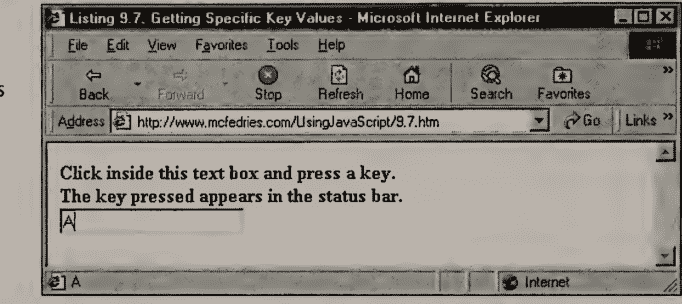 s
Listing 9.7. Getting Specific Key Values - Microsoft Internet Explorer
File Edit View Favorites Tools Help
Back Forward Stop Refresh Home Search Favorites »
Address http://www.mcfedries.com/UsingJavaScript/9.7.htm Go Links »
Click inside this text box and press a key.
The key pressed appears in the status bar.
A
A Internet